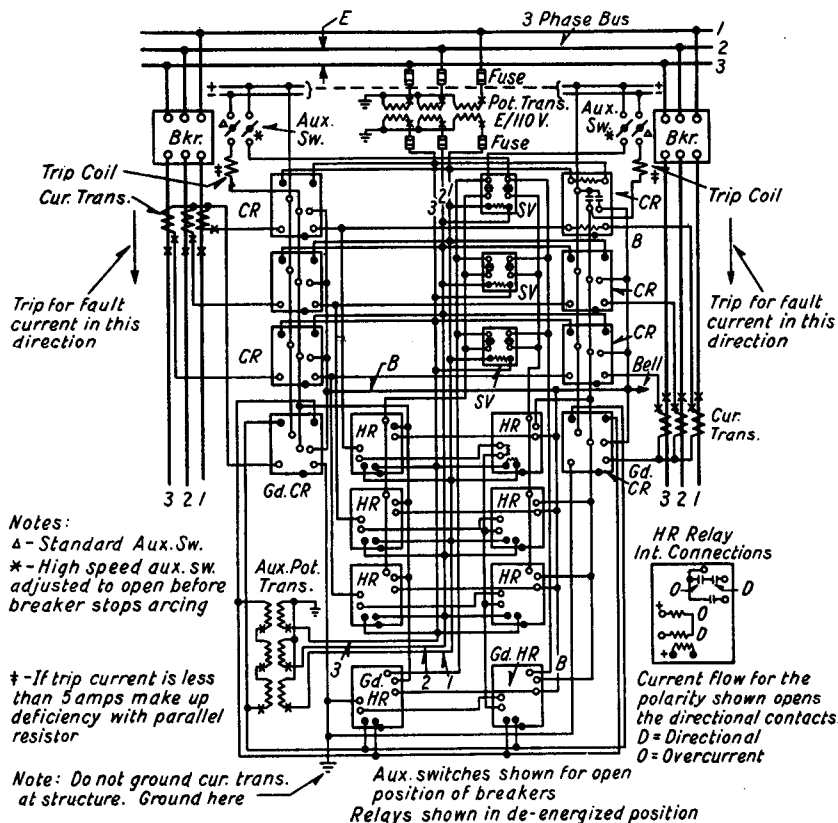 E
3 Phase Bus
1
2
3
Fuse
Pot. Trans.
E/110 V.
Fuse
Aux.
Sw.
Aux.
Sw.
Bkr.
Bkr.
Trip Coil
Cur. Trans.
Trip Coil
CR
3
2
1
SV
CR
B
Trip for fault
current in this
direction
SV
CR
Trip for fault
current in this
direction
CR
B
SV
CR
Bell
HR
HR
Cur.
Trans.
Gd. CR
Gd.
CR
3 2 1
3 2 1
Notes:
Δ - Standard Aux. Sw.
* - High speed aux. sw.
adjusted to open before
breaker stops arcing
HR
HR
HR Relay
Int. Connections
O
D
+
O
D
+
Aux. Pot.
Trans.
HR
HR
3
2
1
Gd.
HR
Gd. HR
B
‡ - If trip current is less
than 5 amps make up
deficiency with parallel
resistor
Current flow for the
polarity shown opens
the directional contacts
D = Directional
O = Overcurrent
Note: Do not ground cur. trans.
at structure. Ground here
Aux. switches shown for open
position of breakers
Relays shown in de-energized position